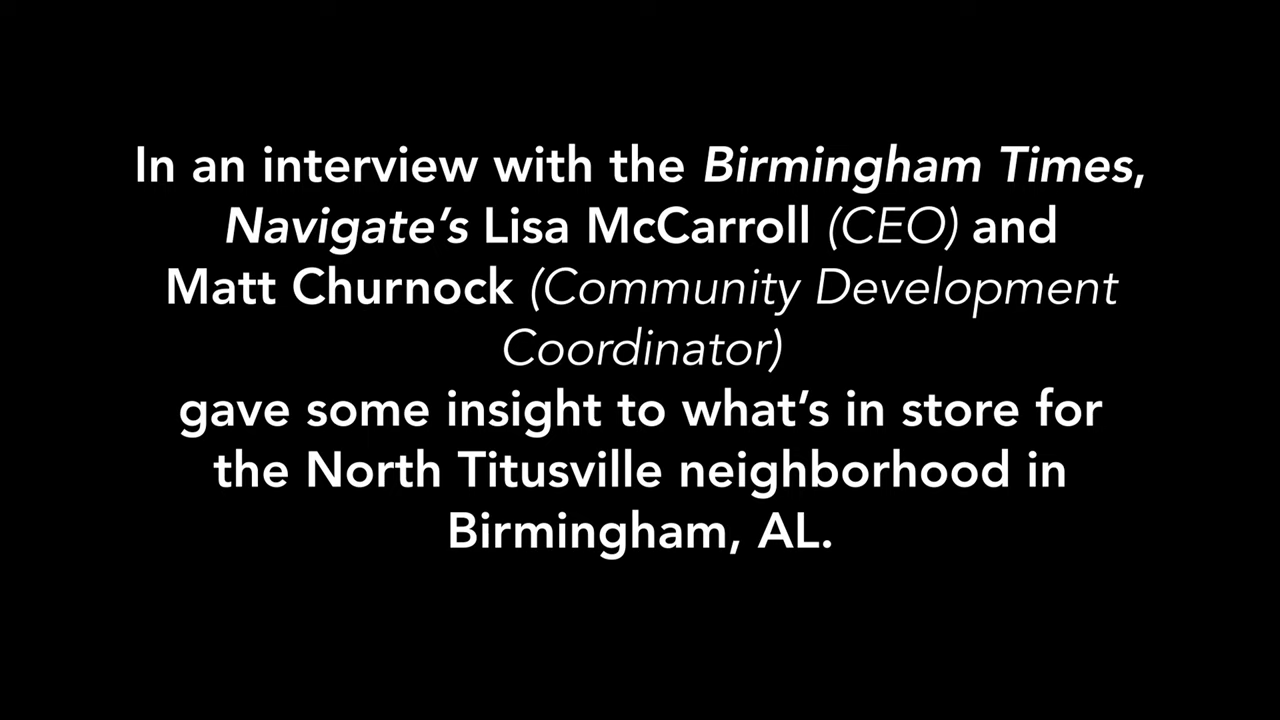 In an interview with the Birmingham Times,
Navigate’s Lisa McCarroll (CEO) and
Matt Churnock (Community Development
Coordinator)
gave some insight to what’s in store for
the North Titusville neighborhood in
Birmingham, AL.